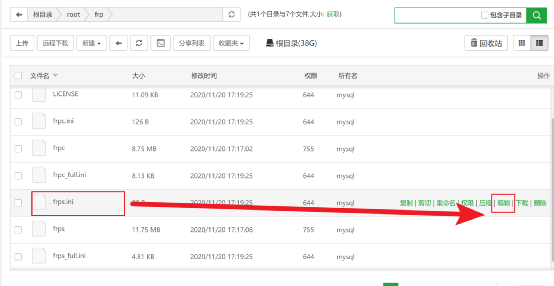 根目录 root frp (共1个目录与7个文件,大小: 获取) 包含子目录
上传 远程下载 新建 分享列表 收藏夹 根目录(38G) 回收站
文件名 大小 修改时间 权限 所有者 操作
LICENSE 11.09 KB 2020/11/20 17:19:25 644 mysql
frpc.ini 126 B 2020/11/20 17:19:25 644 mysql
frpc 8.75 MB 2020/11/20 17:17:02 755 mysql
frpc_full.ini 8.13 KB 2020/11/20 17:19:25 644 mysql
frps.ini 2020/11/20 17:19:25 644 mysql 复制 | 剪切 | 重命名 | 权限 | 压缩 | 编辑 | 下载 | 删除
frps 11.75 MB 2020/11/20 17:17:08 755 mysql
frps_full.ini 4.81 KB 2020/11/20 17:19:25 644 mysql